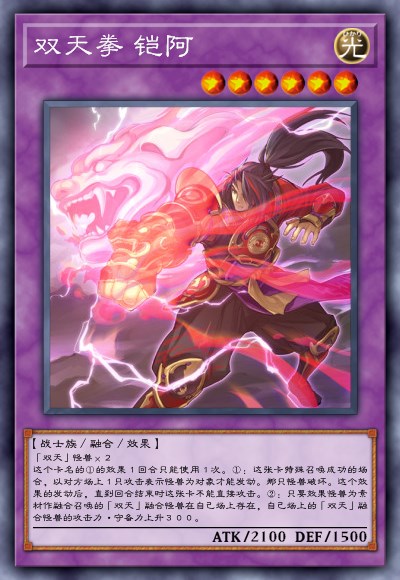 双天拳 铠阿
ひかり
光
【战士族／融合／效果】
「双天」怪兽×2
这个卡名的①的效果1回合只能使用1次。①：这张卡特殊召唤成功的场
合，以对方场上1只攻击表示怪兽为对象才能发动。那只怪兽破坏。这个效
果的发动后，直到回合结束时这张卡不能直接攻击。②：只要效果怪兽为素
材作融合召唤的「双天」融合怪兽在自己场上存在，自己场上的「双天」融
合怪兽的攻击力·守备力上升３００。
ATK/2100 DEF/1500